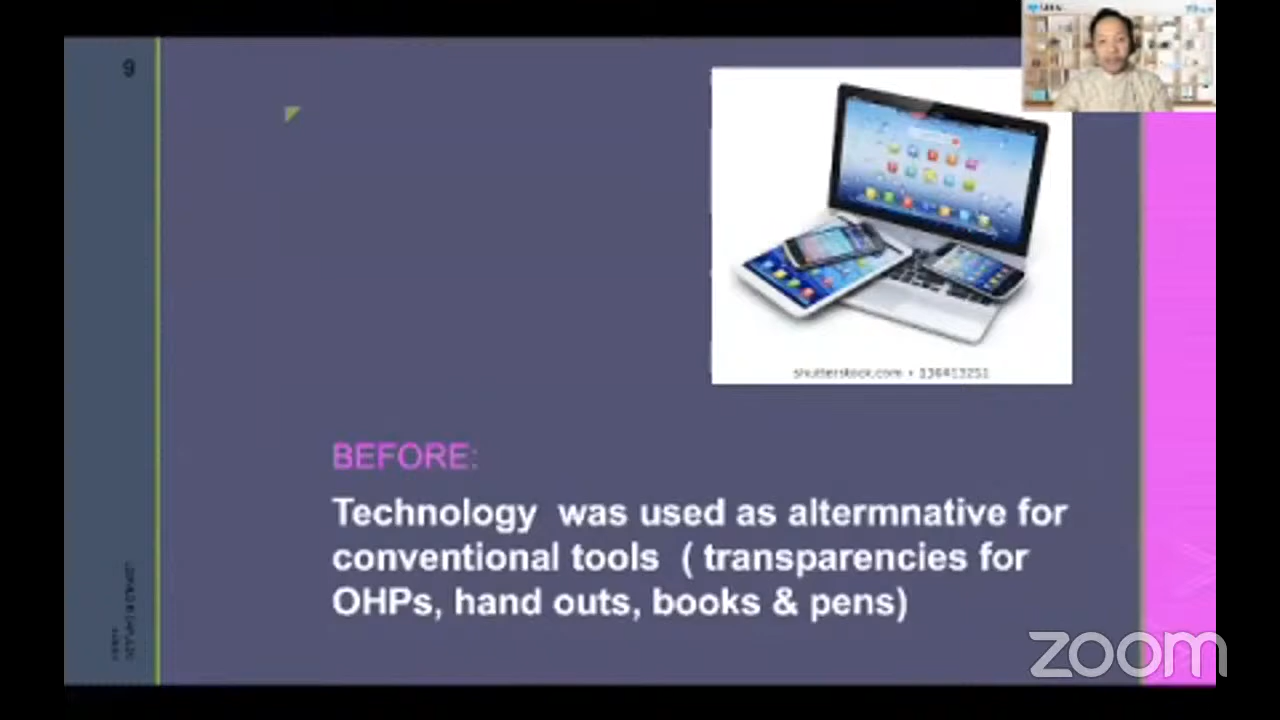 9
shutterstock.com • 136413251
BEFORE:
Technology was used as altermnative for
conventional tools ( transparencies for
OHPs, hand outs, books & pens)
zoom